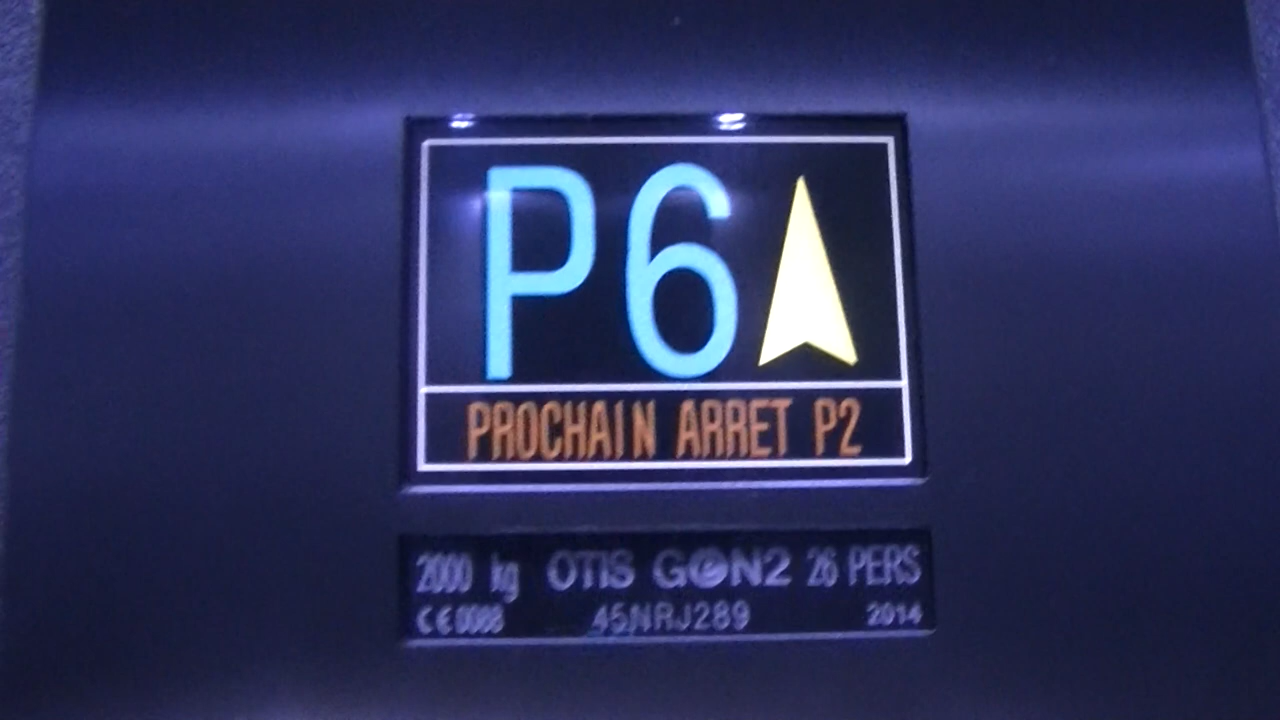 P6
PROCHAIN ARRET P2
2000 kg OTIS GeN2 26 PERS
CE 0088 45NRJ289 2014